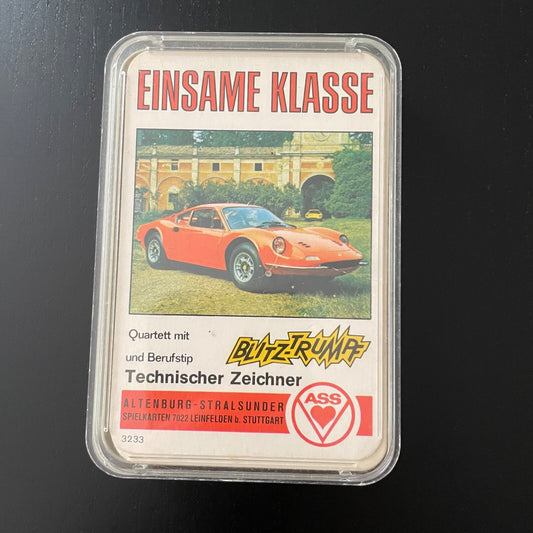 EINSAME KLASSE
Quartett mit BLITZ-TRUMPF
und Berufstip
Technischer Zeichner
ALTENBURG-STRALSUNDER
SPIELKARTEN 7022 LEINFELDEN b. STUTTGART
ASS
3233